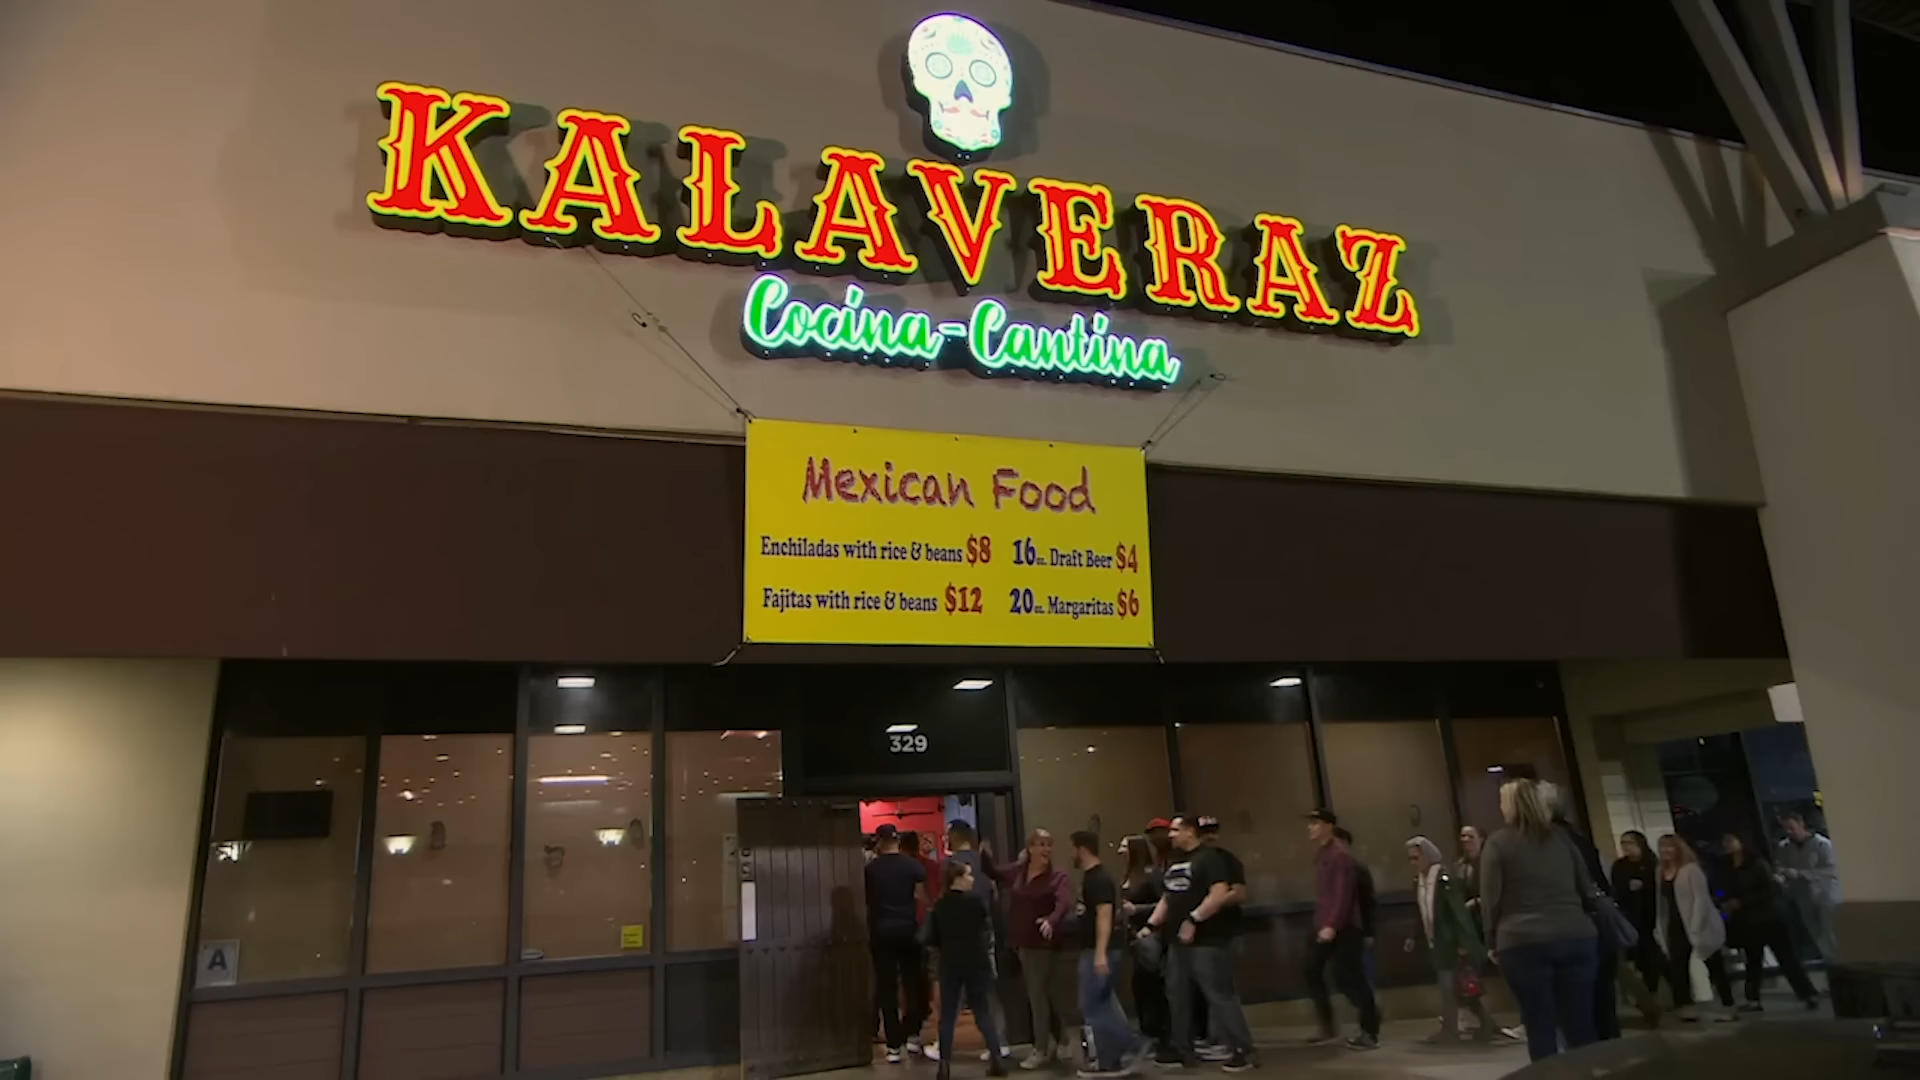 KALAVERAZ
Cocina-Cantina
Mexican Food
Enchiladas with rice & beans $8 16oz. Draft Beer $4
Fajitas with rice & beans $12 20oz. Margaritas $6
329
A